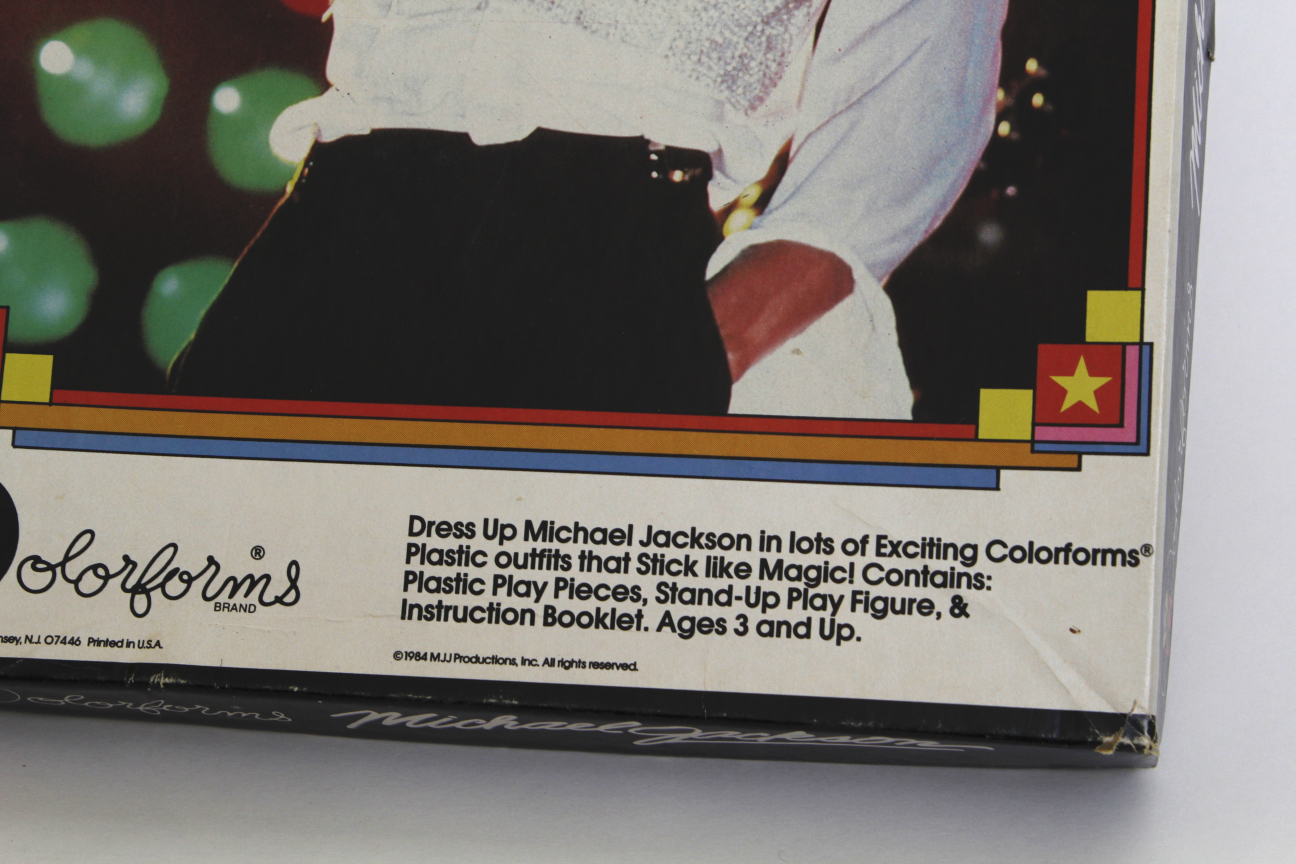 olorforms®
BRAND
nsey, N.J. 07446 Printed in U.S.A.
Dress Up Michael Jackson in lots of Exciting Colorforms®
Plastic outfits that Stick like Magic! Contains:
Plastic Play Pieces, Stand-Up Play Figure, &
Instruction Booklet. Ages 3 and Up.
©1984 MJJ Productions, Inc. All rights reserved.
Colorforms Michael Jackson
Mich